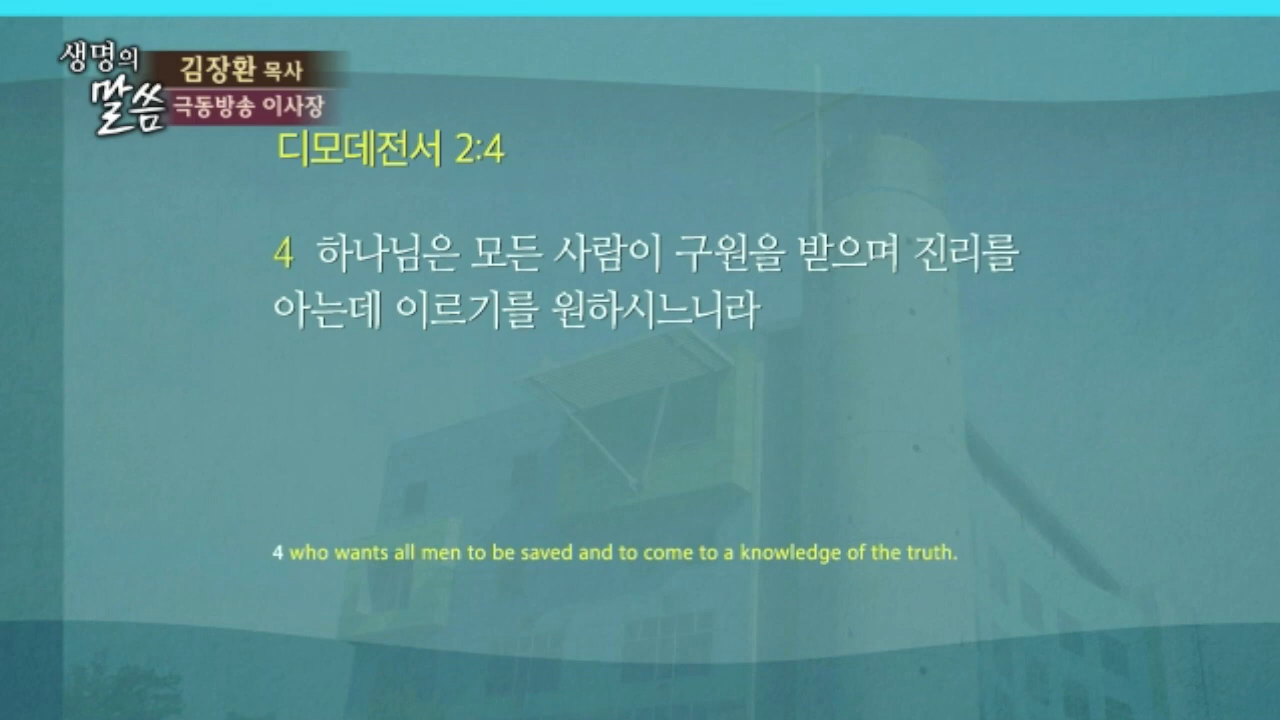 생명의
말씀
김장환 목사
극동방송 이사장
디모데전서 2:4
4 하나님은 모든 사람이 구원을 받으며 진리를
아는데 이르기를 원하시느니라
4 who wants all men to be saved and to come to a knowledge of the truth.